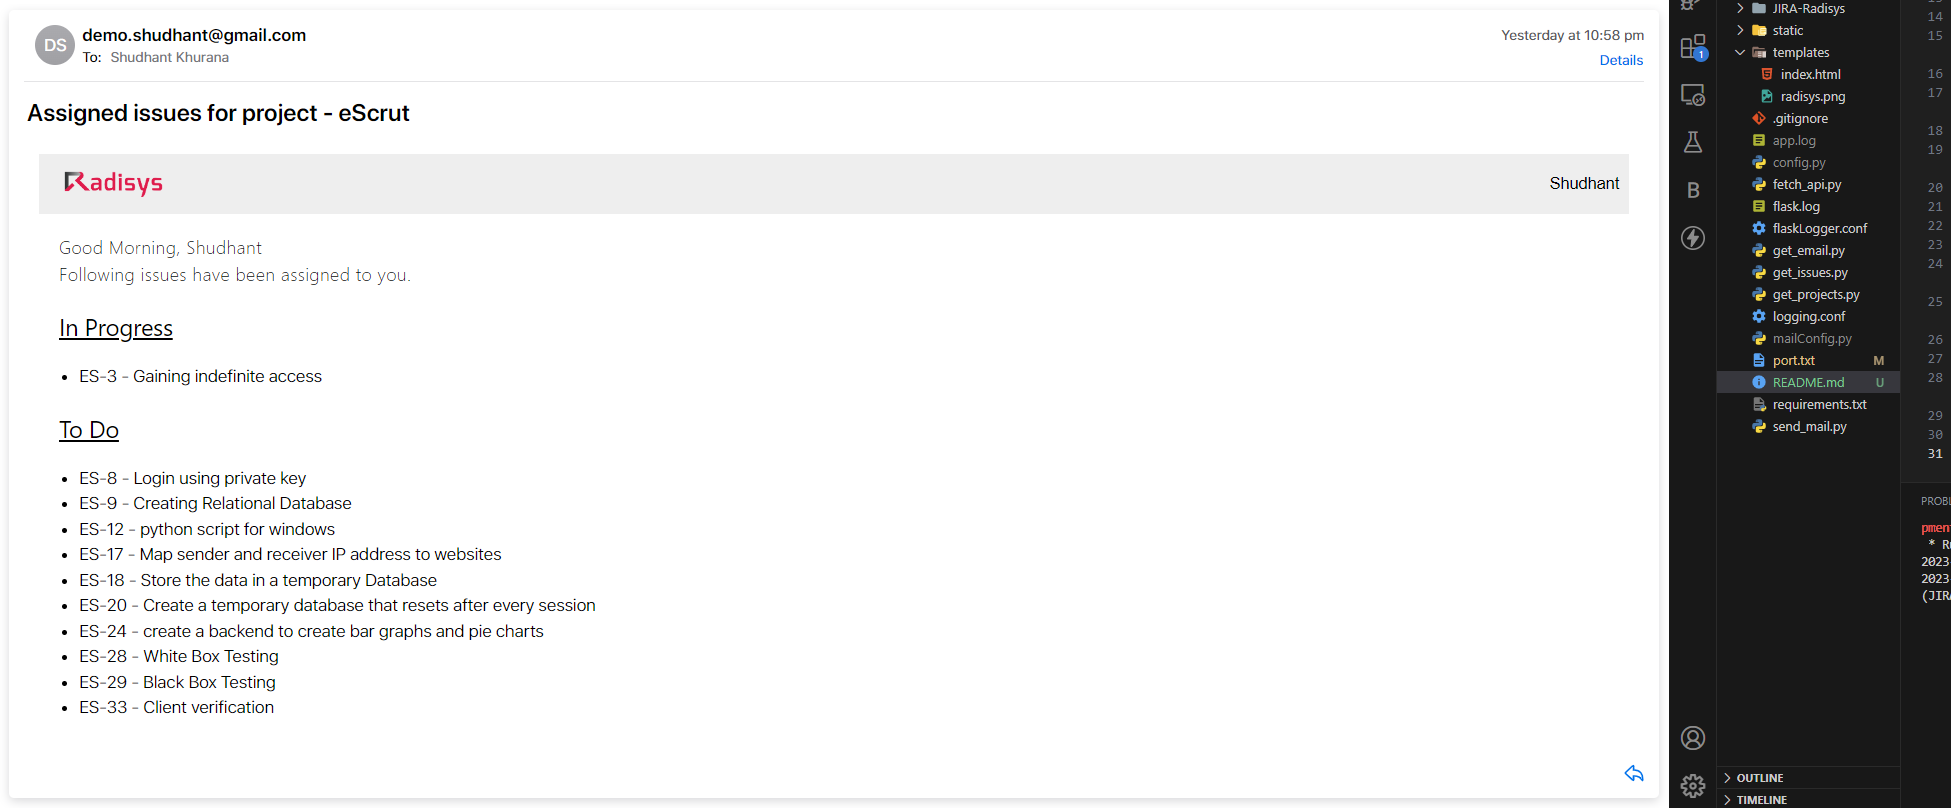 DS
demo.shudhant@gmail.com
To: Shudhant Khurana
Yesterday at 10:58 pm
Details
Assigned issues for project - eScrut
Radisys
Shudhant
Good Morning, Shudhant
Following issues have been assigned to you.
In Progress
• ES-3 - Gaining indefinite access
To Do
• ES-8 - Login using private key
• ES-9 - Creating Relational Database
• ES-12 - python script for windows
• ES-17 - Map sender and receiver IP address to websites
• ES-18 - Store the data in a temporary Database
• ES-20 - Create a temporary database that resets after every session
• ES-24 - create a backend to create bar graphs and pie charts
• ES-28 - White Box Testing
• ES-29 - Black Box Testing
• ES-33 - Client verification
1
B
JIRA-Radisys
static
templates
index.html
radisys.png
.gitignore
app.log
config.py
fetch_api.py
flask.log
flaskLogger.conf
get_email.py
get_issues.py
get_projects.py
logging.conf
mailConfig.py
port.txt M
README.md U
requirements.txt
send_mail.py
OUTLINE
TIMELINE
14
15
16
17
18
19
20
21
22
23
24
25
26
27
28
29
30
31
PROBL
pmen
* R
2023
2023
(JIR